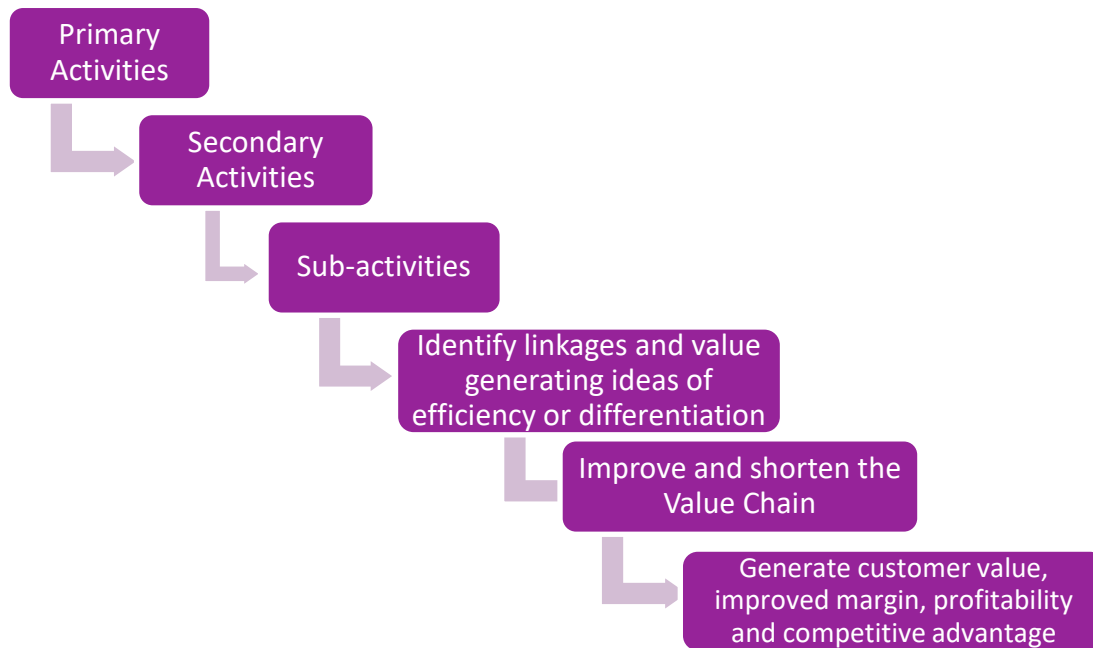 Primary
Activities
Secondary
Activities
Sub-activities
Identify linkages and value
generating ideas of
efficiency or differentiation
Improve and shorten the
Value Chain
Generate customer value,
improved margin, profitability
and competitive advantage